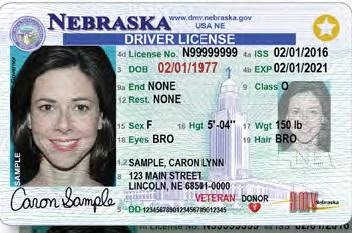 NEBRASKA www.dmv.nebraska.gov
USA NE
DRIVER LICENSE
4d License No. N99999999 4a ISS 02/01/2016
3 DOB 02/01/1977 4b EXP 02/01/2021
9a End NONE 9 Class O
12 Rest. NONE
15 Sex F 16 Hgt 5'-04" 17 Wgt 150 lb
18 Eyes BRO 19 Hair BRO
1,2 SAMPLE, CARON LYNN
8 123 MAIN STREET
LINCOLN, NE 68501-0000
VETERAN DONOR DMV Nebraska
5 DD 1234567890123456789012345
SAMPLE
Caron Sample